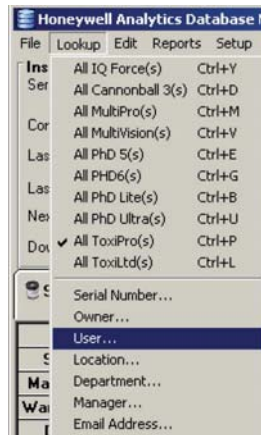 Honeywell Analytics Database
File Lookup Edit Reports Setup
Ins
Ser
Con
Las
Las
Nex
Dov
All IQ Force(s) Ctrl+Y
All Cannonball 3(s) Ctrl+D
All MultiPro(s) Ctrl+M
All MultiVision(s) Ctrl+V
All PhD 5(s) Ctrl+E
All PHD6(s) Ctrl+G
All PhD Lite(s) Ctrl+B
All PhD Ultra(s) Ctrl+U
All ToxiPro(s) Ctrl+P
All ToxiLtd(s) Ctrl+L
Serial Number...
Owner...
User...
Location...
Department...
Manager...
Email Address...
S
S
Ma
Wa